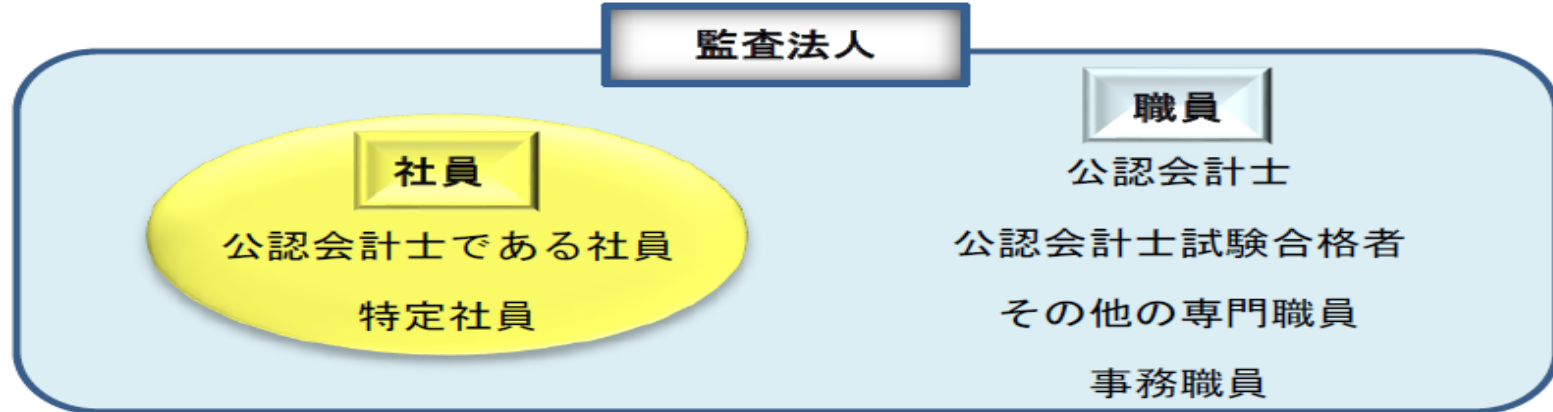 監査法人
社員
公認会計士である社員
特定社員
職員
公認会計士
公認会計士試験合格者
その他の専門職員
事務職員